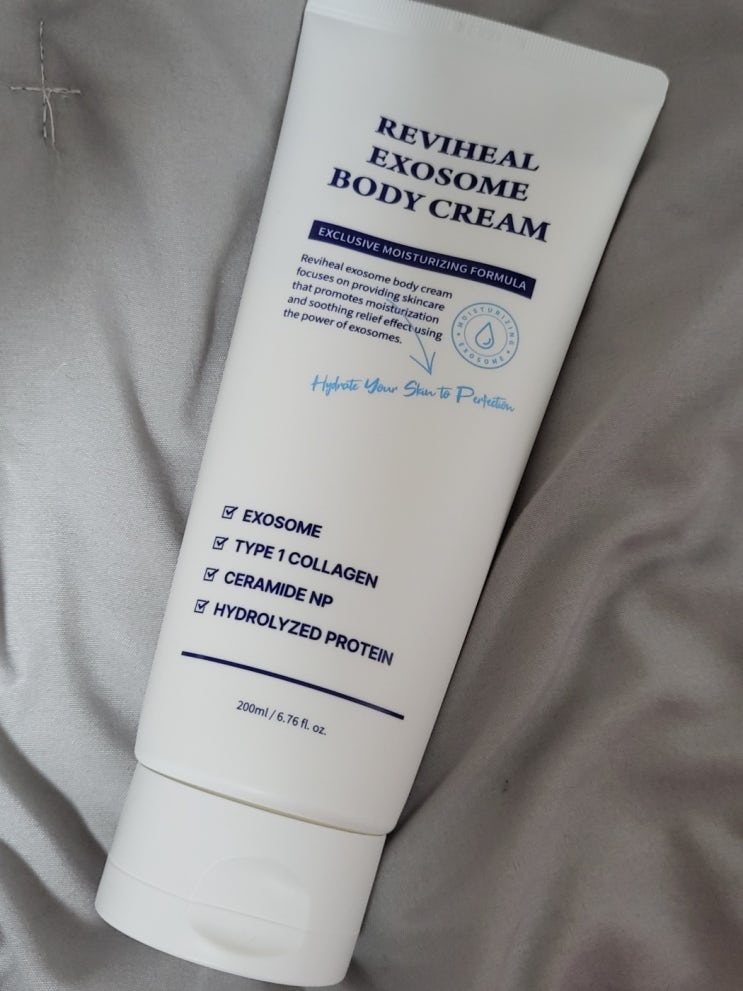 REVIHEAL
EXOSOME
BODY CREAM
EXCLUSIVE MOISTURIZING FORMULA
Reviheal exosome body cream
focuses on providing skincare
that promotes moisturization
and soothing relief effect using
the power of exosomes.
MOISTURIZING
EXOSOMES
Hydrate Your Skin to Perfection
EXOSOME
TYPE 1 COLLAGEN
CERAMIDE NP
HYDROLYZED PROTEIN
200ml / 6.76 fl. oz.